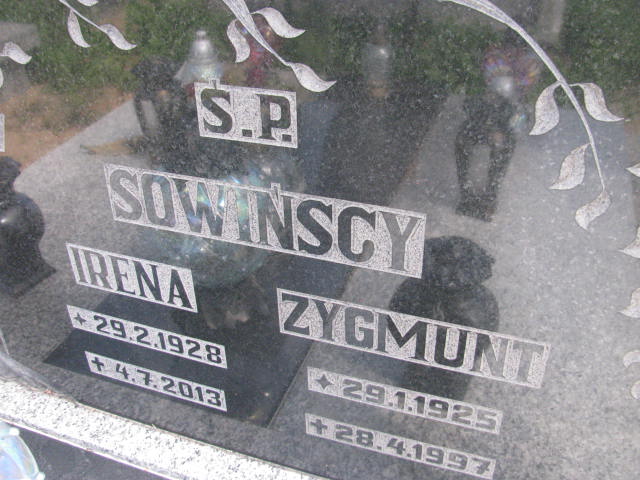 Ś.P.
SOWIŃSCY
IRENA
✦ 29.2.1928
✝ 4.7.2013
ZYGMUNT
✦ 29.1.1925
✝ 28.4.1997